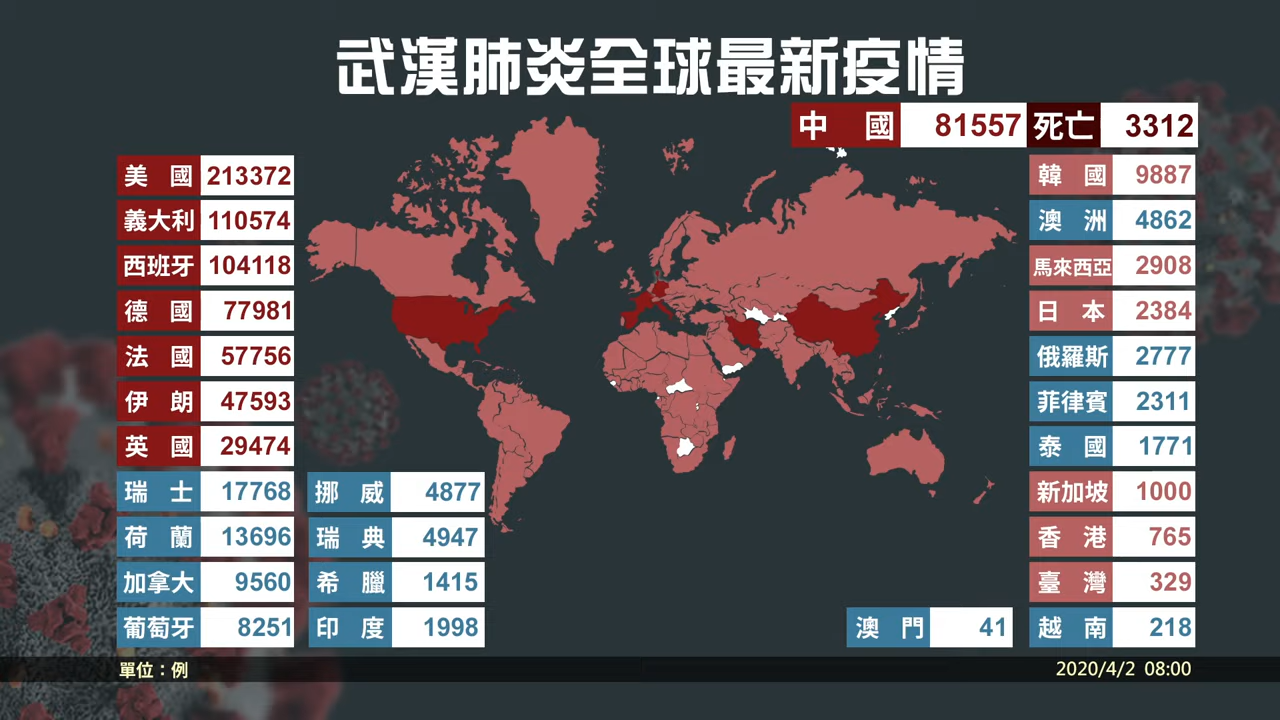 武漢肺炎全球最新疫情
中國 81557 死亡 3312
美國 213372
義大利 110574
西班牙 104118
德國 77981
法國 57756
伊朗 47593
英國 29474
瑞士 17768
荷蘭 13696
加拿大 9560
葡萄牙 8251
挪威 4877
瑞典 4947
希臘 1415
印度 1998
韓國 9887
澳洲 4862
馬來西亞 2908
日本 2384
俄羅斯 2777
菲律賓 2311
泰國 1771
新加坡 1000
香港 765
臺灣 329
澳門 41
越南 218
單位：例
2020/4/2 08:00